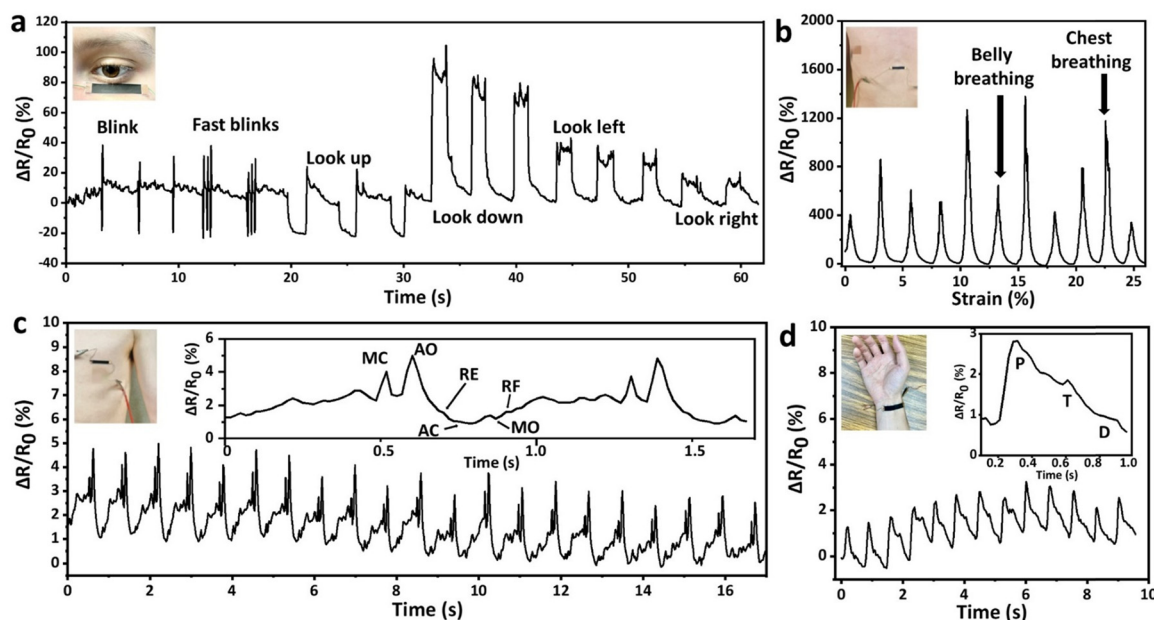 a
ΔR/R0 (%)
120
100
80
60
40
20
0
-20
-40
Blink
Fast blinks
Look up
Look down
Look left
Look right
0
10
20
30
40
50
60
Time (s)
b
ΔR/R0 (%)
2000
1600
1200
800
400
0
Belly
breathing
Chest
breathing
0
5
10
15
20
25
Strain (%)
c
ΔR/R0 (%)
10
9
8
7
6
5
4
3
2
1
0
ΔR/R0 (%)
6
4
2
0
MC
AO
RE
RF
AC
MO
0.5
1.0
1.5
Time (s)
0
2
4
6
8
10
12
14
16
Time (s)
d
ΔR/R0 (%)
10
8
6
4
2
0
ΔR/R0 (%)
3
2
1
0
P
T
D
0.2
0.4
0.6
0.8
1.0
Time (s)
0
2
4
6
8
10
Time (s)